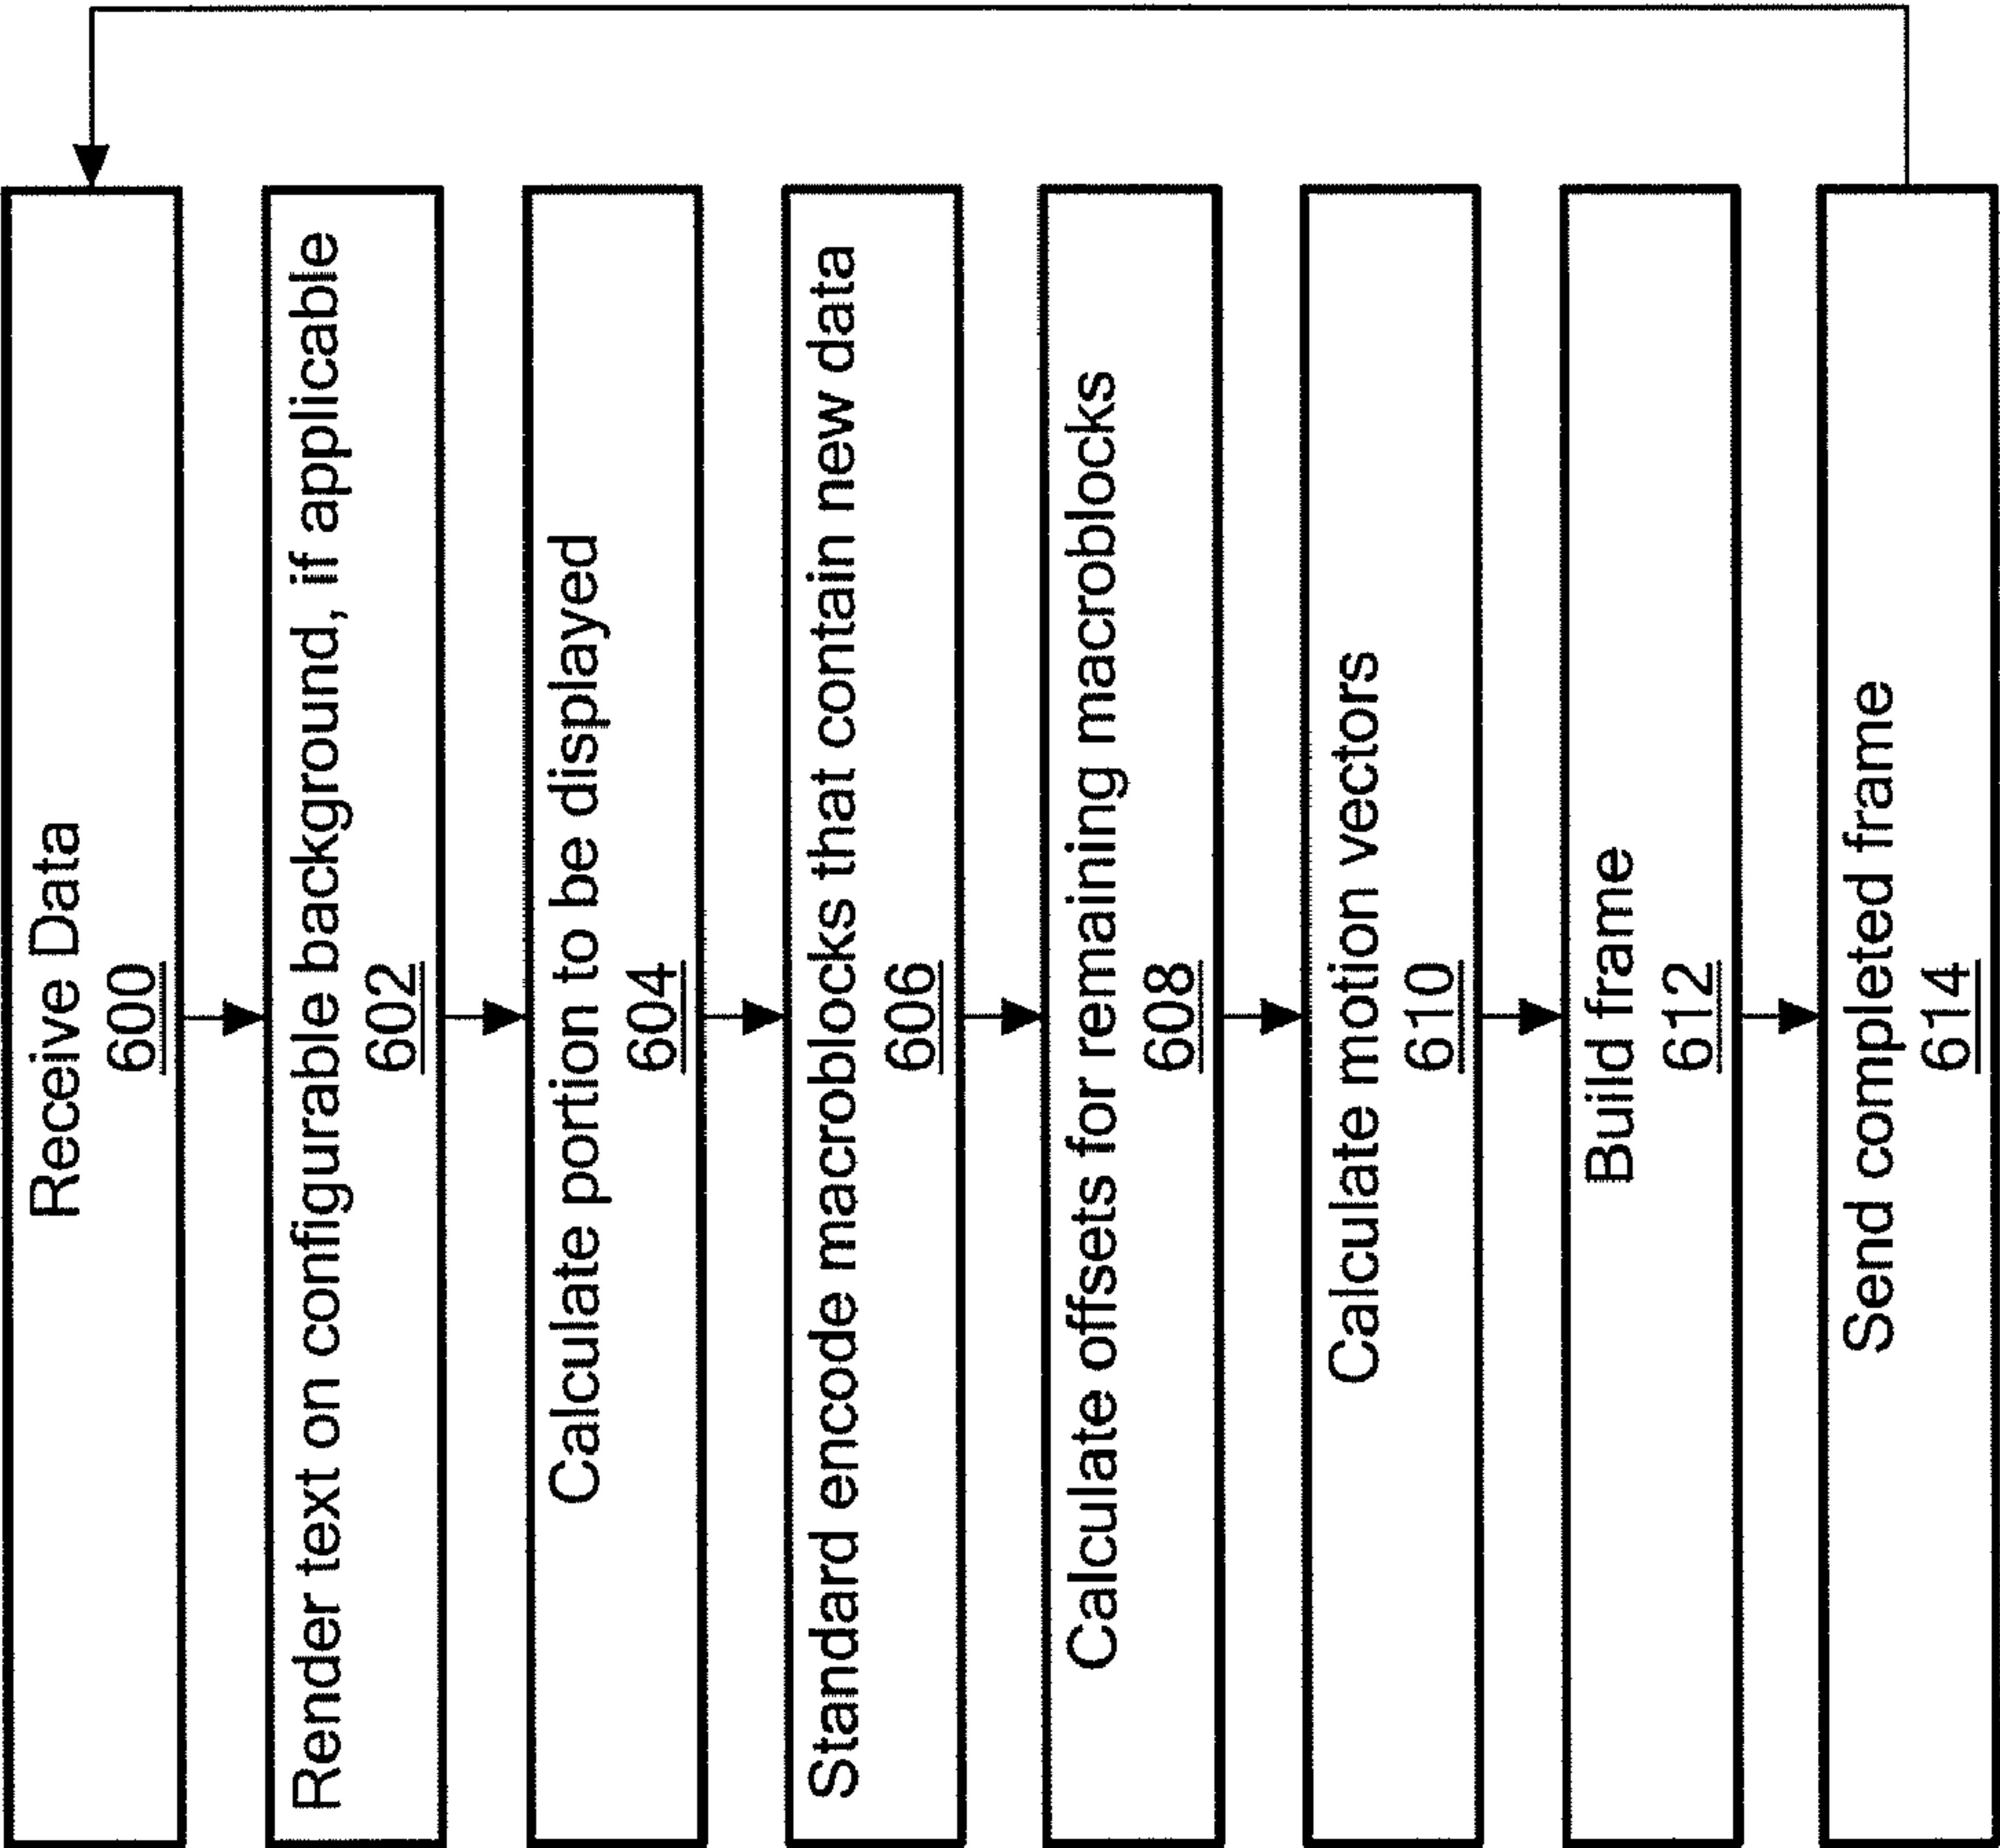 Receive Data
600
Render text on configurable background, if applicable
602
Calculate portion to be displayed
604
Standard encode macroblocks that contain new data
606
Calculate offsets for remaining macroblocks
608
Calculate motion vectors
610
Build frame
612
Send completed frame
614